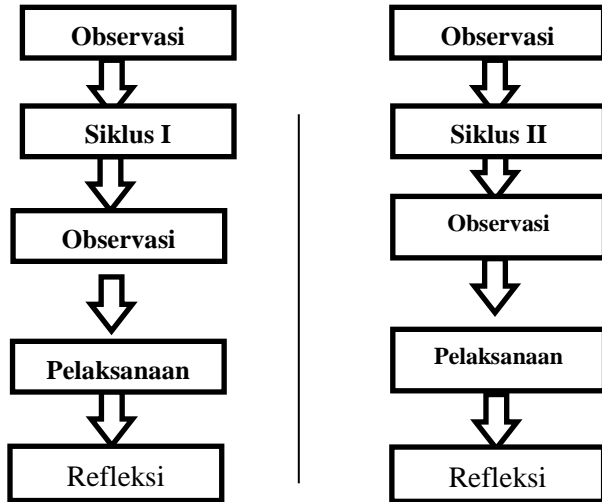 Observasi
Siklus I
Observasi
Pelaksanaan
Refleksi
Observasi
Siklus II
Observasi
Pelaksanaan
Refleksi